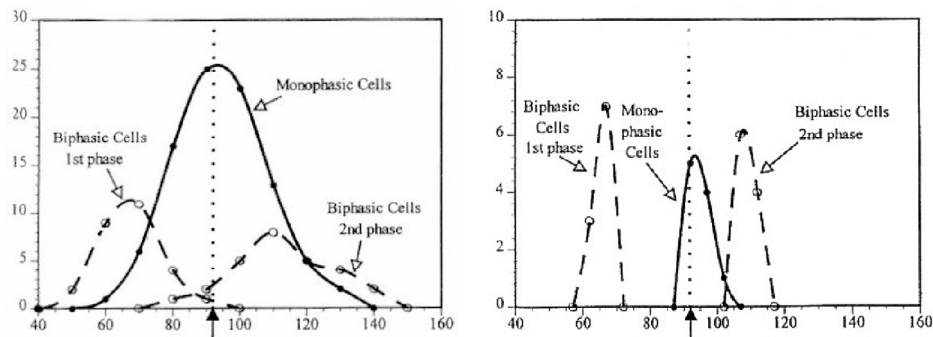 30
25
20
15
10
5
0
40
60
80
100
120
140
160
Monophasic Cells
Biphasic Cells
1st phase
Biphasic Cells
2nd phase
10
8
6
4
2
0
40
60
80
100
120
140
160
Biphasic
Cells
1st phase
Mono-
phasic
Cells
Biphasic Cells
2nd phase